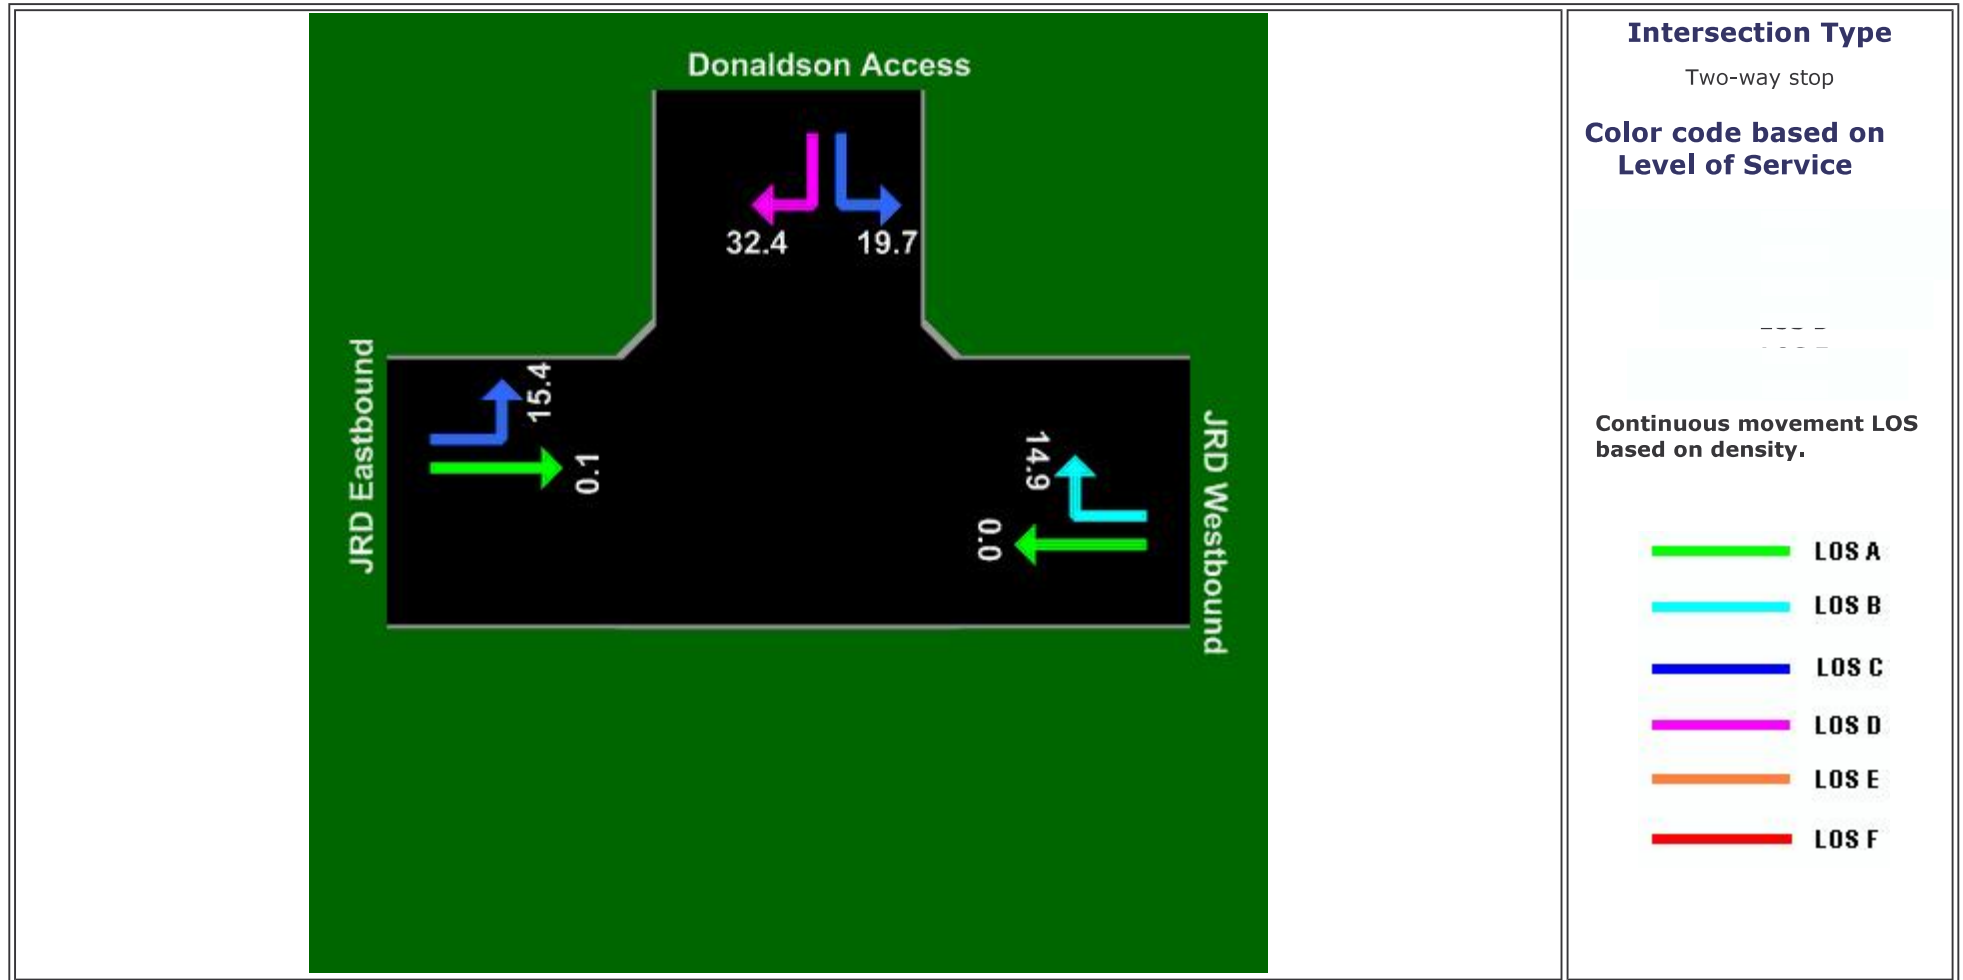 Donaldson Access
32.4
19.7
JRD Eastbound
15.4
0.1
14.9
0.0
JRD Westbound
Intersection Type
Two-way stop
Color code based on
Level of Service
Continuous movement LOS
based on density.
LOS A
LOS B
LOS C
LOS D
LOS E
LOS F